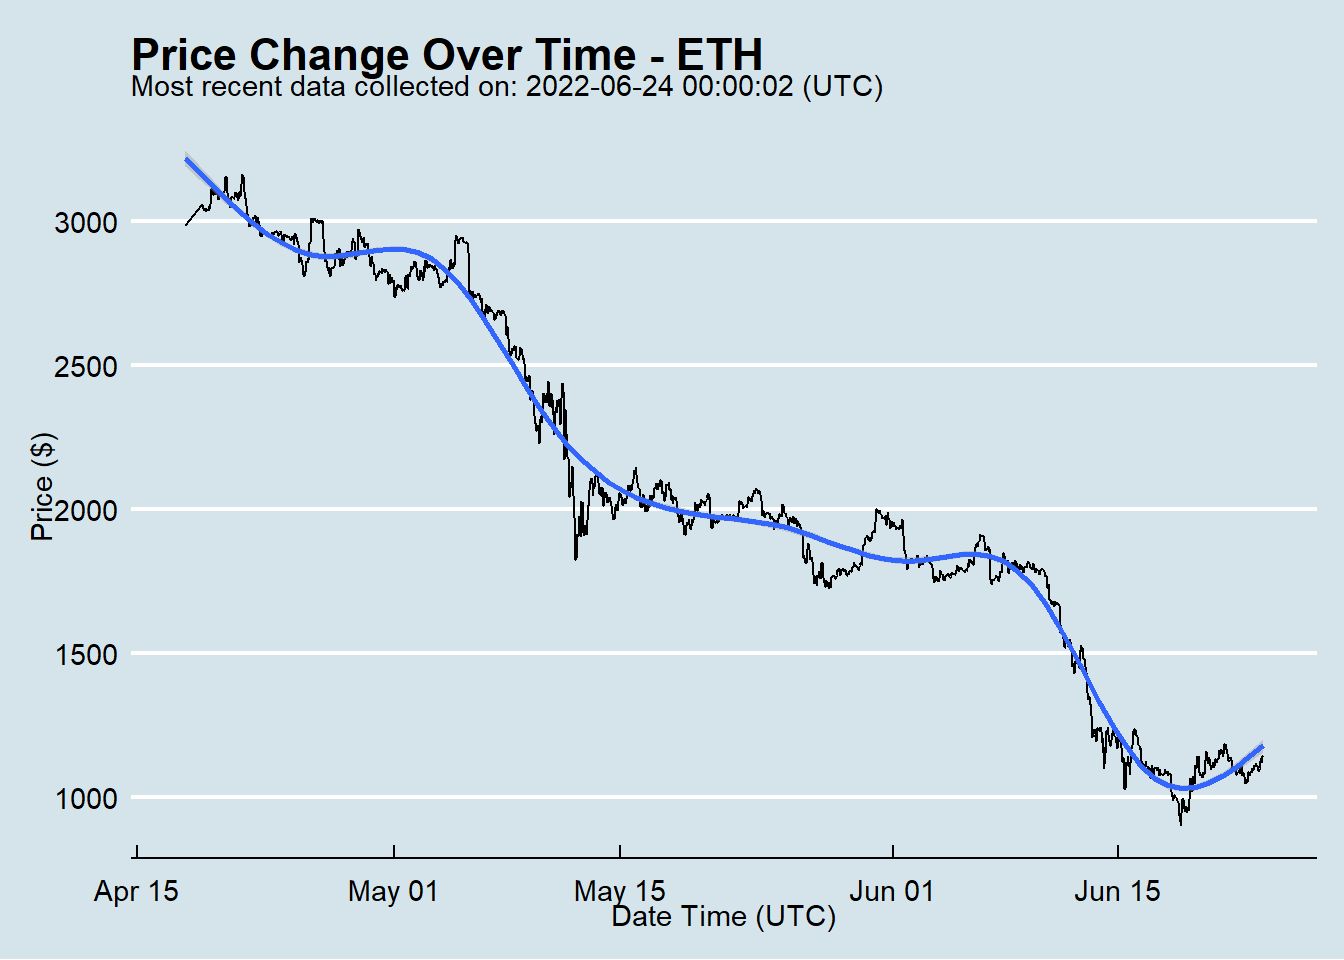 Price Change Over Time - ETH
Most recent data collected on: 2022-06-24 00:00:02 (UTC)
Price ($)
3000
2500
2000
1500
1000
Apr 15
May 01
May 15
Jun 01
Jun 15
Date Time (UTC)